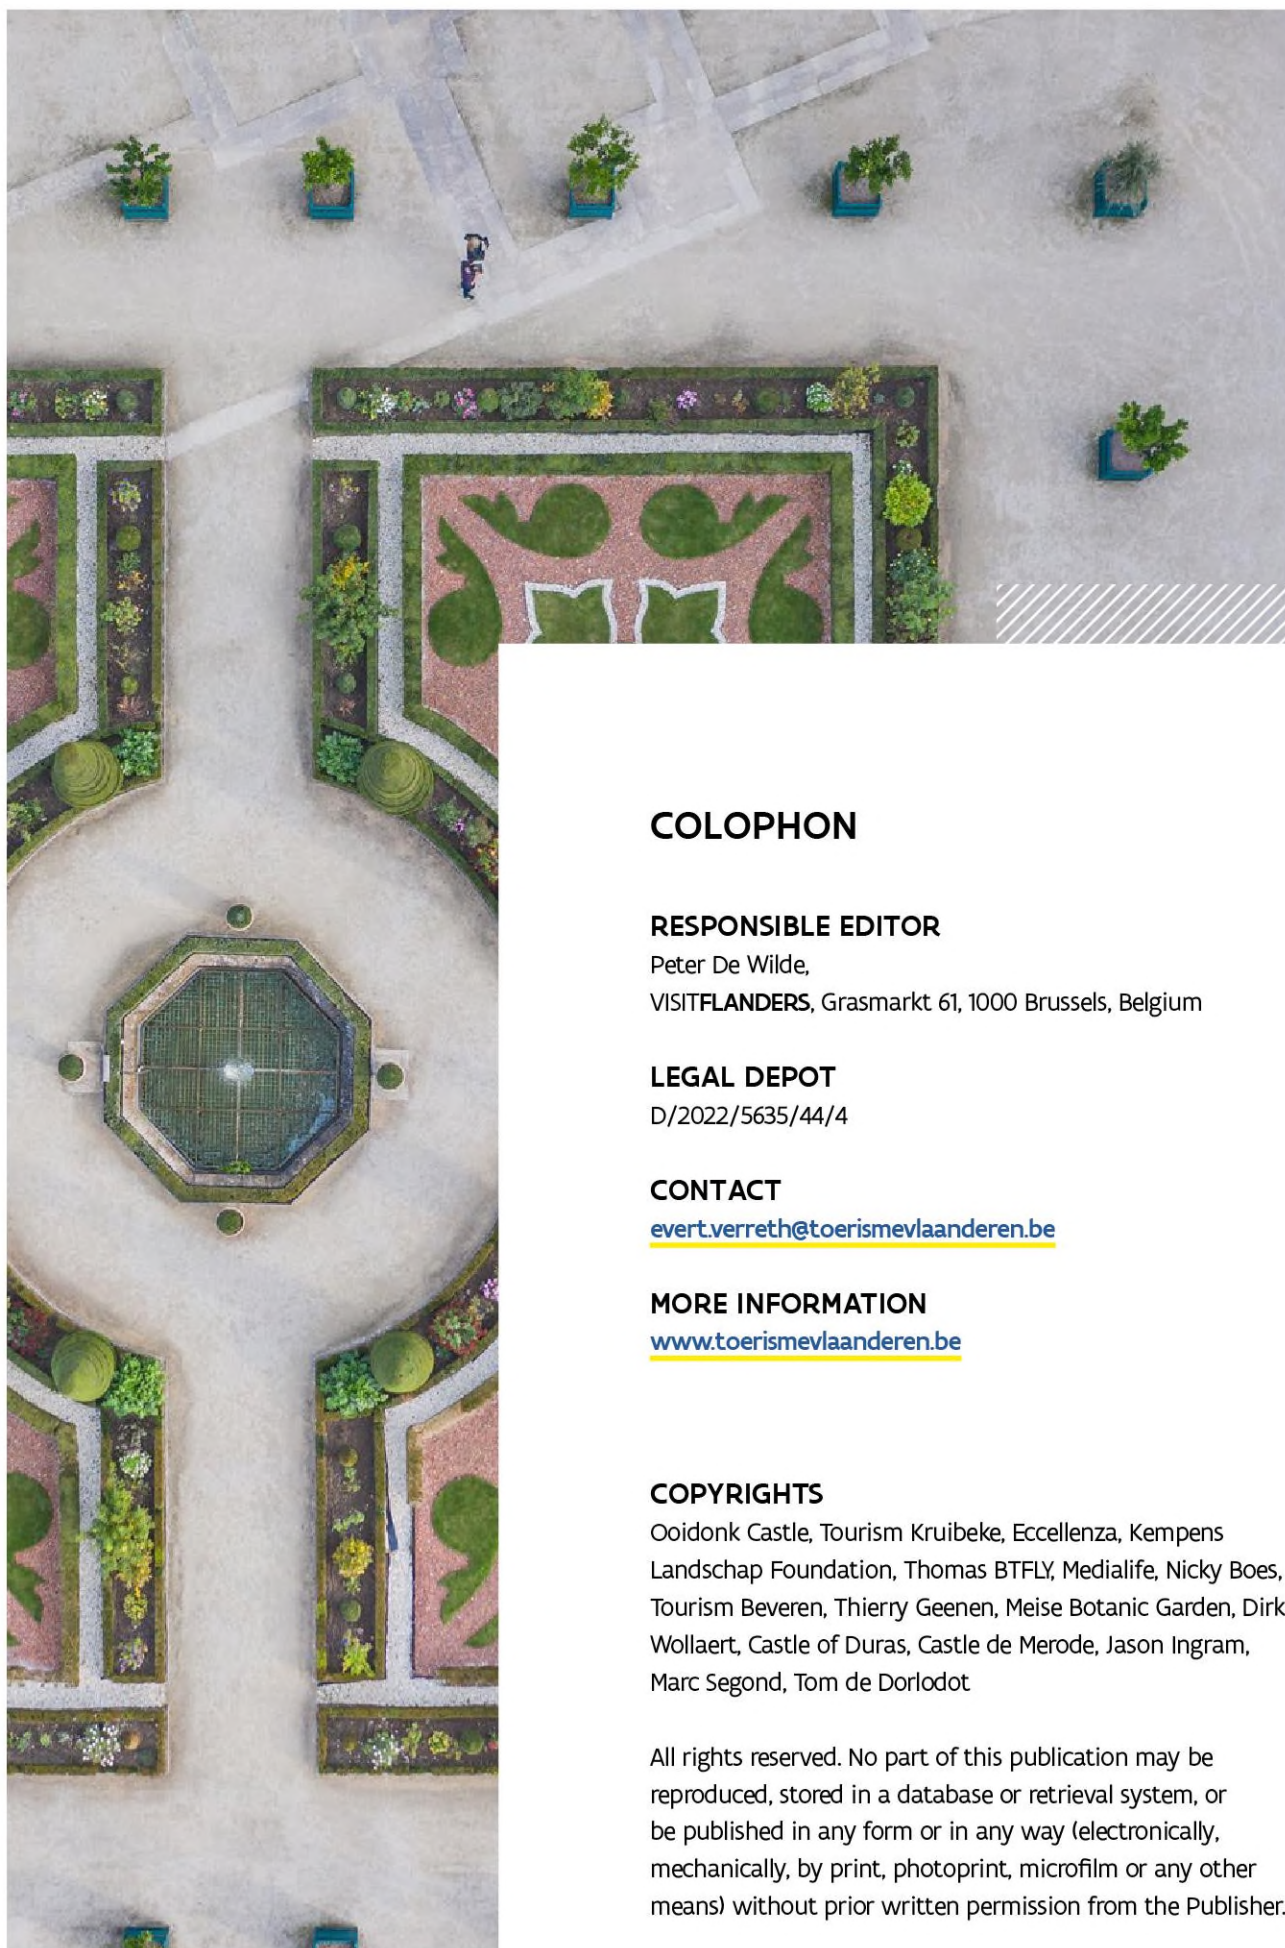 COLOPHON
RESPONSIBLE EDITOR
Peter De Wilde,
VISITFLANDERS, Grasmarkt 61, 1000 Brussels, Belgium
LEGAL DEPOT
D/2022/5635/44/4
CONTACT
evert.verreth@toerismevlaanderen.be
MORE INFORMATION
www.toerismevlaanderen.be
COPYRIGHTS
Ooidonk Castle, Tourism Kruibeke, Eccellenza, Kempens
Landschap Foundation, Thomas BTFLY, Medialife, Nicky Boes,
Tourism Beveren, Thierry Geenen, Meise Botanic Garden, Dirk
Wollaert, Castle of Duras, Castle de Merode, Jason Ingram,
Marc Segond, Tom de Dorlodot
All rights reserved. No part of this publication may be
reproduced, stored in a database or retrieval system, or
be published in any form or in any way (electronically,
mechanically, by print, photoprint, microfilm or any other
means) without prior written permission from the Publisher.